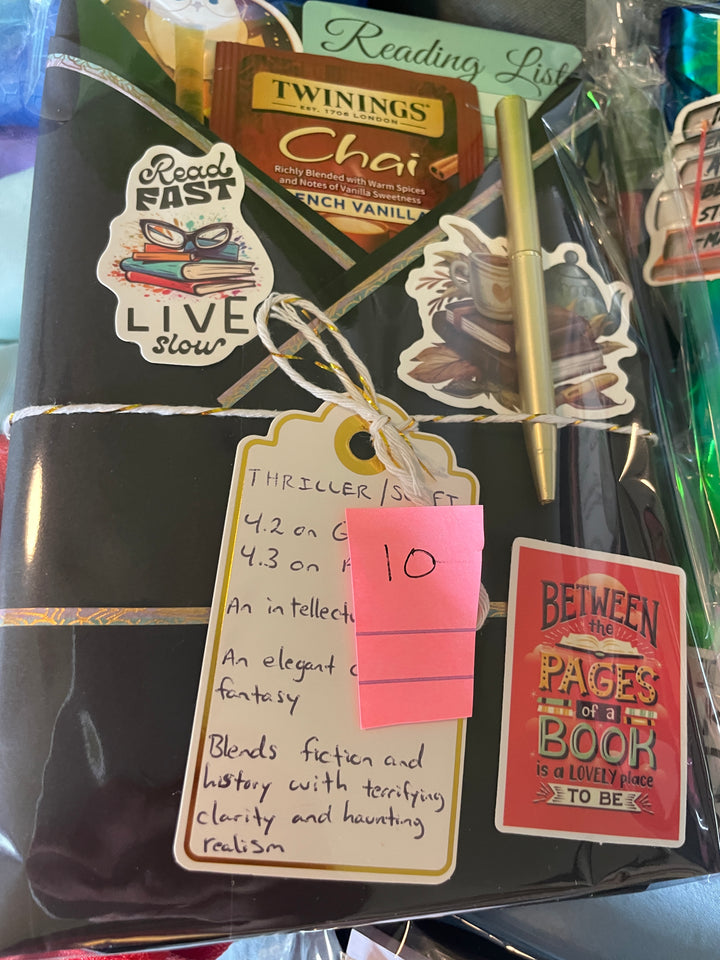 Reading List
TWININGS
EST. 1706 LONDON
Chai
Richly Blended with Warm Spices
and Notes of Vanilla Sweetness
Read
FAST
LIVE
Slow
THRILLER/
4.2 on
4.3 on
10
An
An elegant
fantasy
Blends fiction and
history with terrifying
clarity and haunting
realism
BETWEEN
the
PAGES
of a
BOOK
is a LOVELY place
TO BE